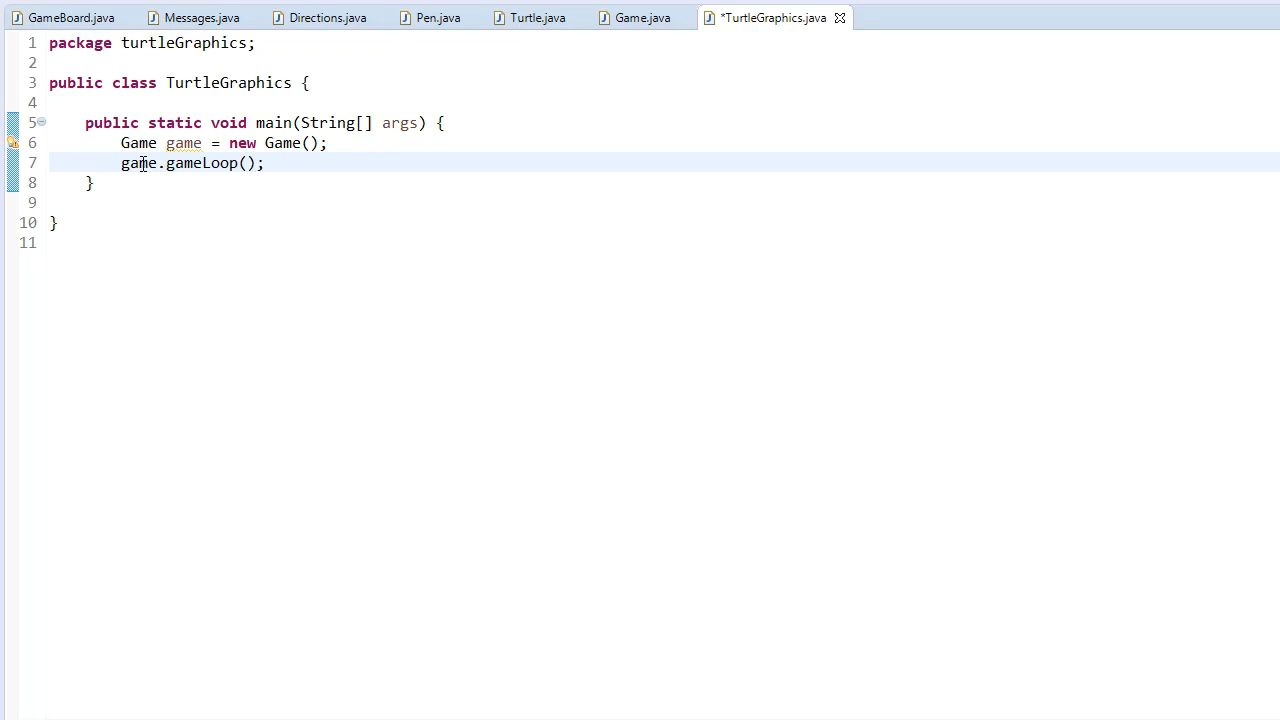 GameBoard.java Messages.java Directions.java Pen.java Turtle.java Game.java *TurtleGraphics.java
1 package turtleGraphics;
2
3 public class TurtleGraphics {
4
5 public static void main(String[] args) {
6 Game game = new Game();
7 game.gameLoop();
8 }
9
10 }
11